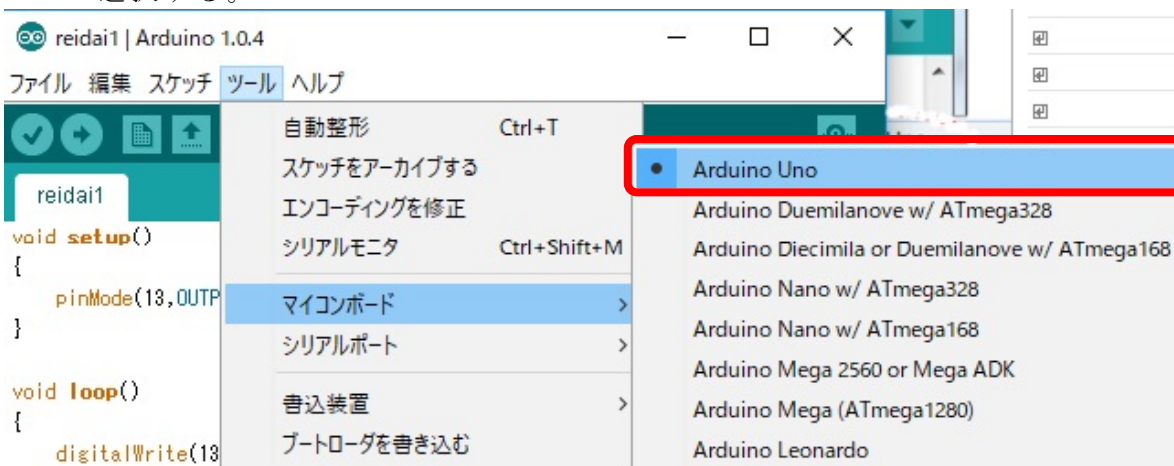 選択する。
reidai1 | Arduino 1.0.4
ファイル 編集 スケッチ ツール ヘルプ
自動整形 Ctrl+T
スケッチをアーカイブする
エンコーディングを修正
シリアルモニタ Ctrl+Shift+M
マイコンボード
シリアルポート
書込装置
ブートローダを書き込む
Arduino Uno
Arduino Duemilanove w/ ATmega328
Arduino Diecimila or Duemilanove w/ ATmega168
Arduino Nano w/ ATmega328
Arduino Nano w/ ATmega168
Arduino Mega 2560 or Mega ADK
Arduino Mega (ATmega1280)
Arduino Leonardo
reidai1
void setup()
{
pinMode(13,OUTP
}
void loop()
{
digitalWrite(13